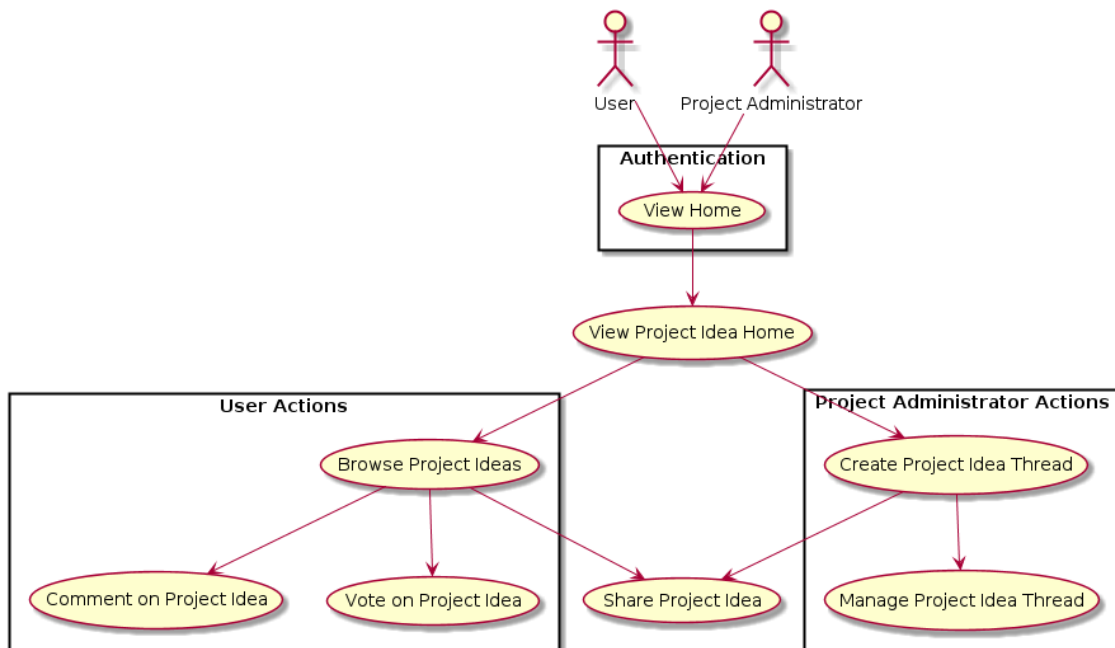 User
Project Administrator
Authentication
View Home
View Project Idea Home
User Actions
Project Administrator Actions
Browse Project Ideas
Create Project Idea Thread
Comment on Project Idea
Vote on Project Idea
Share Project Idea
Manage Project Idea Thread